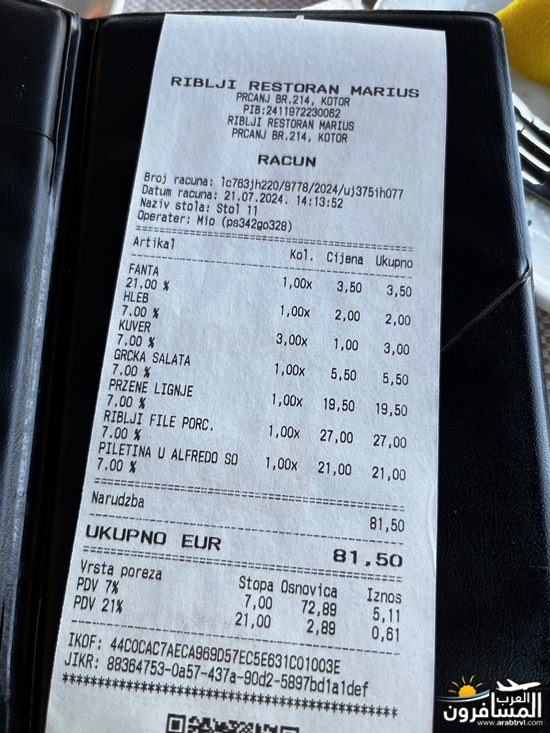 RIBLJI RESTORAN MARIUS
PRCANJ BR.214, KOTOR
PIB:2411972230062
RIBLJI RESTORAN MARIUS
PRCANJ BR.214, KOTOR
RACUN
Broj racuna: lc763jh220/9778/2024/uj375ih077
Datum racuna: 21.07.2024. 14:13:52
Naziv stola: Stol 11
Operater: Mio (ps342go328)
Artikal Kol. Cijena Ukupno
FANTA
21.00 % 1,00x 3,50 3,50
HLEB
7.00 % 1,00x 2,00 2,00
KUVER
7.00 % 3,00x 1,00 3,00
GRCKA SALATA
7.00 % 1,00x 5,50 5,50
PRZENE LIGNJE
7.00 % 1,00x 19,50 19,50
RIBLJI FILE PORC.
7.00 % 1,00x 27,00 27,00
PILETINA U ALFREDO SO
7.00 % 1,00x 21,00 21,00
Narudzba 81,50
UKUPNO EUR 81,50
Vrsta poreza Stopa Osnovica Iznos
PDV 7% 7,00 72,89 5,11
PDV 21% 21,00 2,89 0,61
IKOF: 44C0CAC7AECA969D57EC5E631C01003E
JIKR: 88364753-0a57-437a-90d2-5897bd1a1def
*****************************************
العرب
المسافرون
www.arabtrvl.com